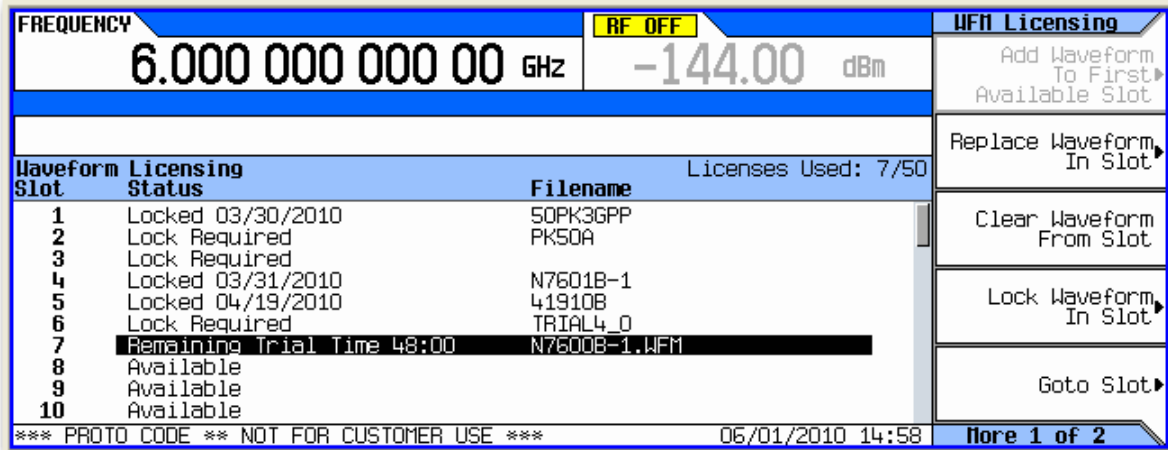 FREQUENCY RF OFF WFM Licensing
6.000 000 000 00 GHz -144.00 dBm
Add Waveform
To First
Available Slot
Replace Waveform
In Slot
Waveform Licensing Licenses Used: 7/50
Slot Status Filename
1 Locked 03/30/2010 50PK3GPP
2 Lock Required PK50A
3 Lock Required
4 Locked 03/31/2010 N7601B-1
5 Locked 04/19/2010 41910B
6 Lock Required TRIAL4_0
7 Remaining Trial Time 48:00 N7600B-1.WFM
8 Available
9 Available
10 Available
Clear Waveform
From Slot
Lock Waveform
In Slot
Goto Slot
*** PROTO CODE ** NOT FOR CUSTOMER USE *** 06/01/2010 14:58 More 1 of 2